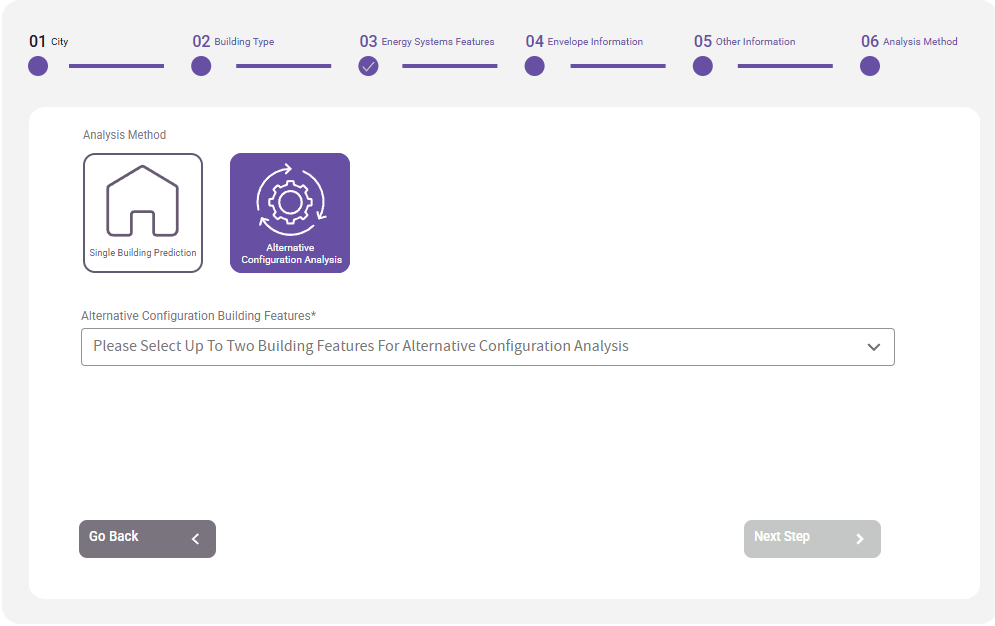 01 City
02 Building Type
03 Energy Systems Features
04 Envelope Information
05 Other Information
06 Analysis Method
Analysis Method
Single Building Prediction
Alternative
Configuration Analysis
Alternative Configuration Building Features*
Please Select Up To Two Building Features For Alternative Configuration Analysis
Go Back
Next Step